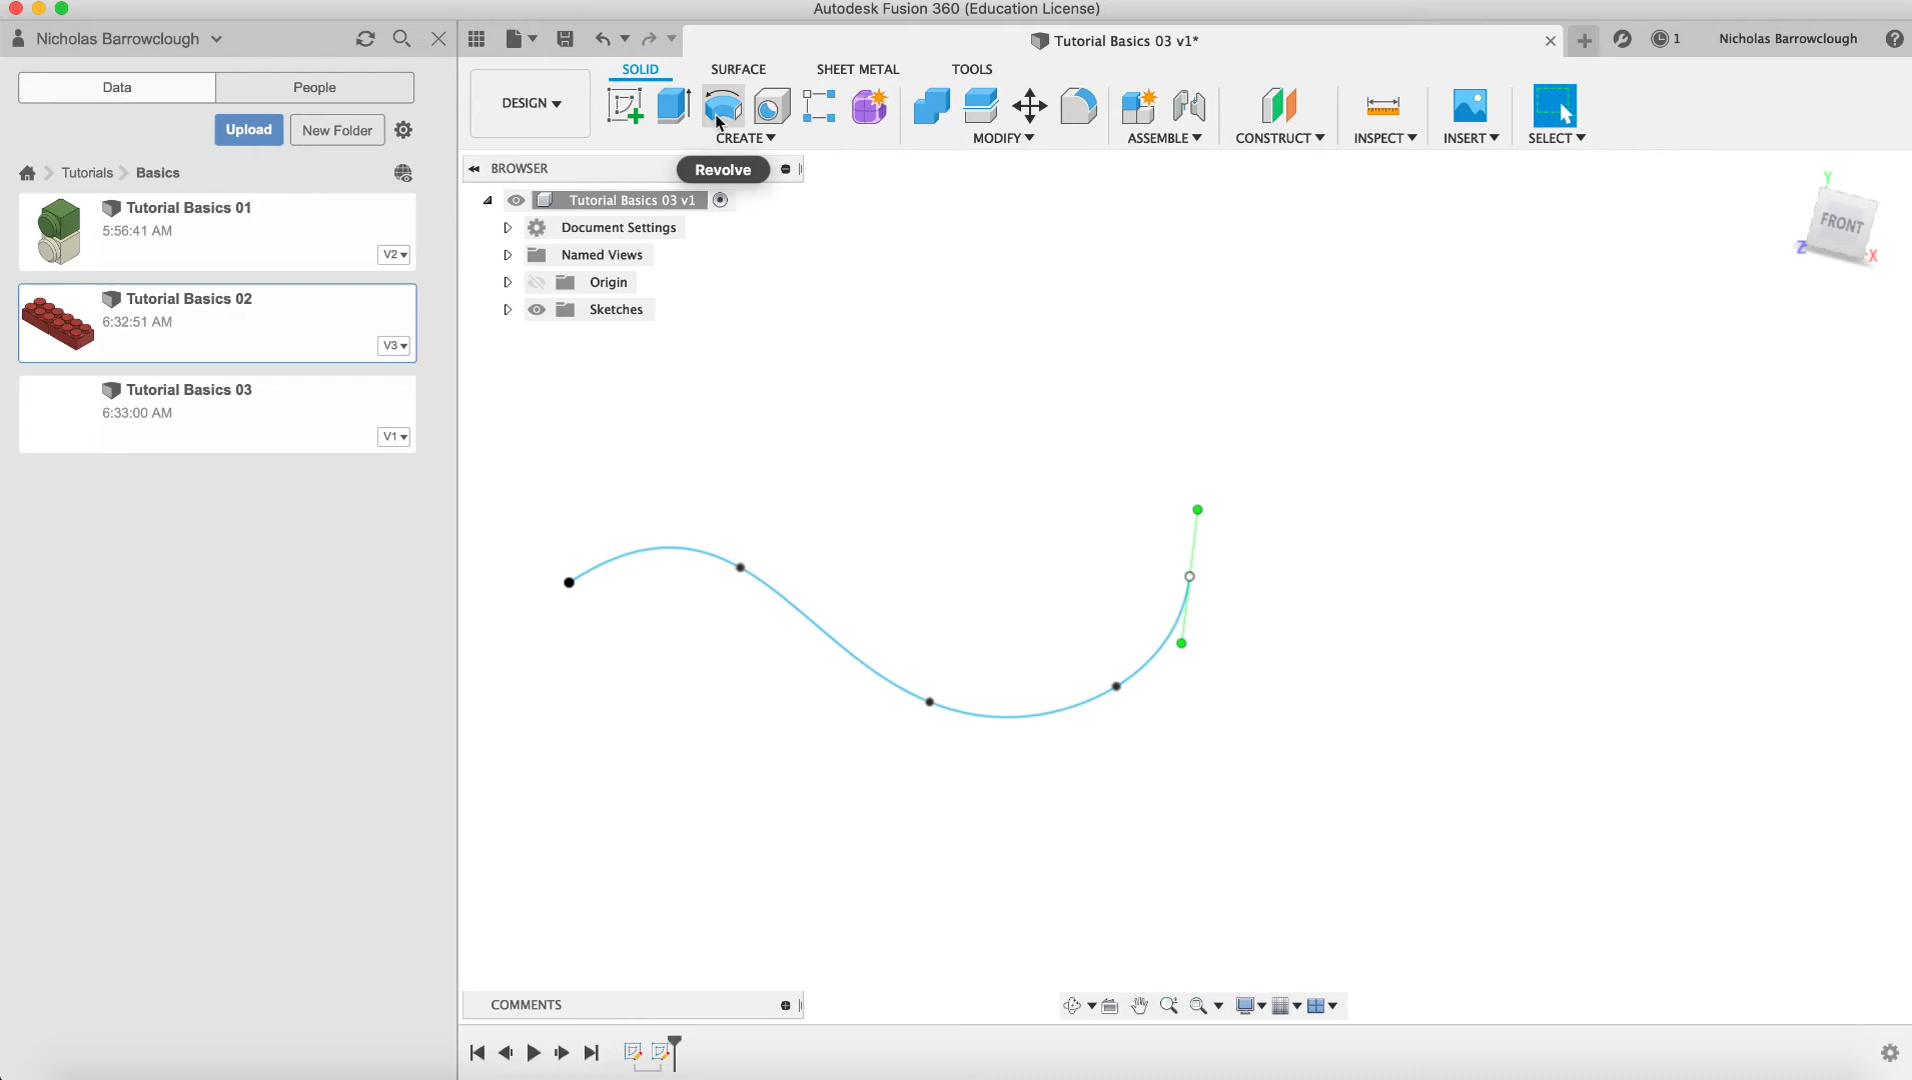 Autodesk Fusion 360 (Education License)
Nicholas Barrowclough
Tutorial Basics 03 v1*
1
Nicholas Barrowclough
Data
People
Upload
New Folder
Tutorials
Basics
Tutorial Basics 01
5:56:41 AM
V2
Tutorial Basics 02
6:32:51 AM
V3
Tutorial Basics 03
6:33:00 AM
V1
SOLID
SURFACE
SHEET METAL
TOOLS
DESIGN
CREATE
MODIFY
ASSEMBLE
CONSTRUCT
INSPECT
INSERT
SELECT
BROWSER
Revolve
Tutorial Basics 03 v1
Document Settings
Named Views
Origin
Sketches
Y
FRONT
Z
X
COMMENTS